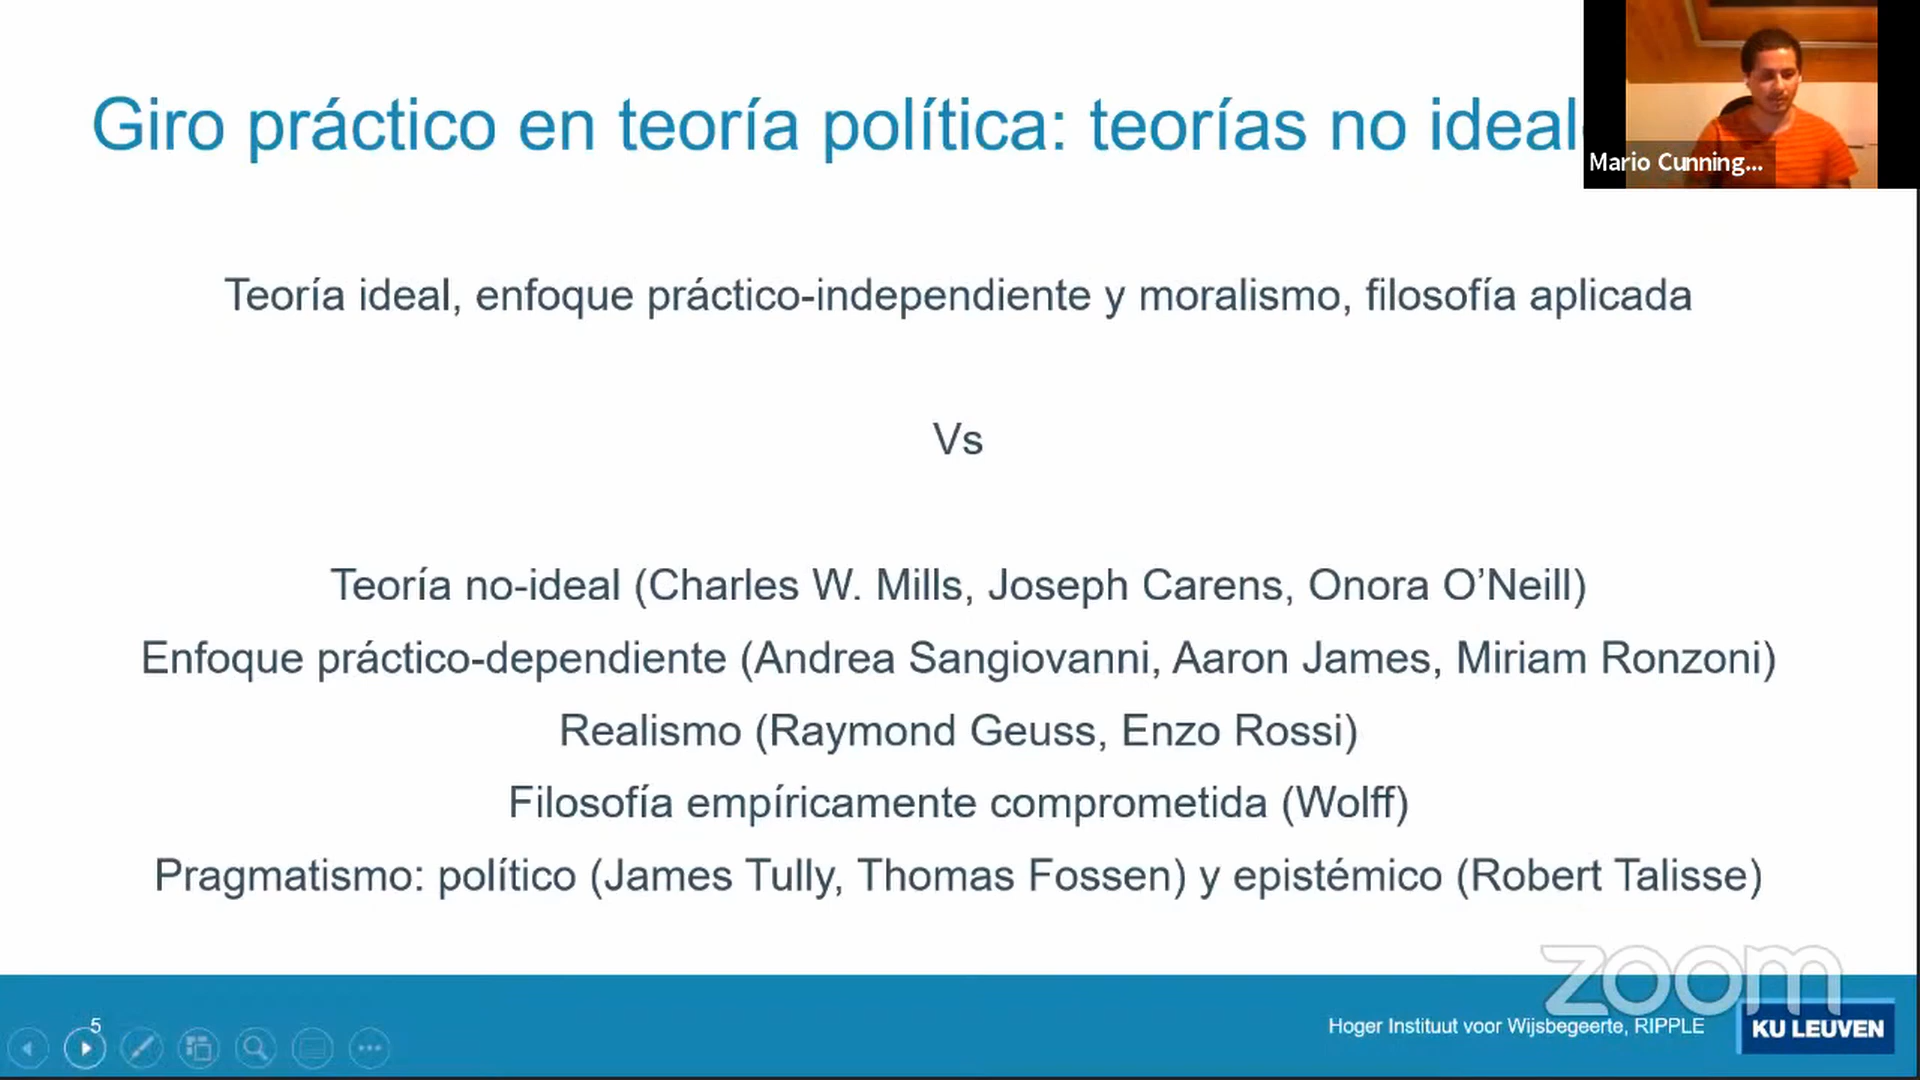 Giro práctico en teoría política: teorías no ideal
Mario Cunning...
Teoría ideal, enfoque práctico-independiente y moralismo, filosofía aplicada
Vs
Teoría no-ideal (Charles W. Mills, Joseph Carens, Onora O’Neill)
Enfoque práctico-dependiente (Andrea Sangiovanni, Aaron James, Miriam Ronzoni)
Realismo (Raymond Geuss, Enzo Rossi)
Filosofía empíricamente comprometida (Wolff)
Pragmatismo: político (James Tully, Thomas Fossen) y epistémico (Robert Talisse)
zoom
5
Hoger Instituut voor Wijsbegeerte, RIPPLE
KU LEUVEN